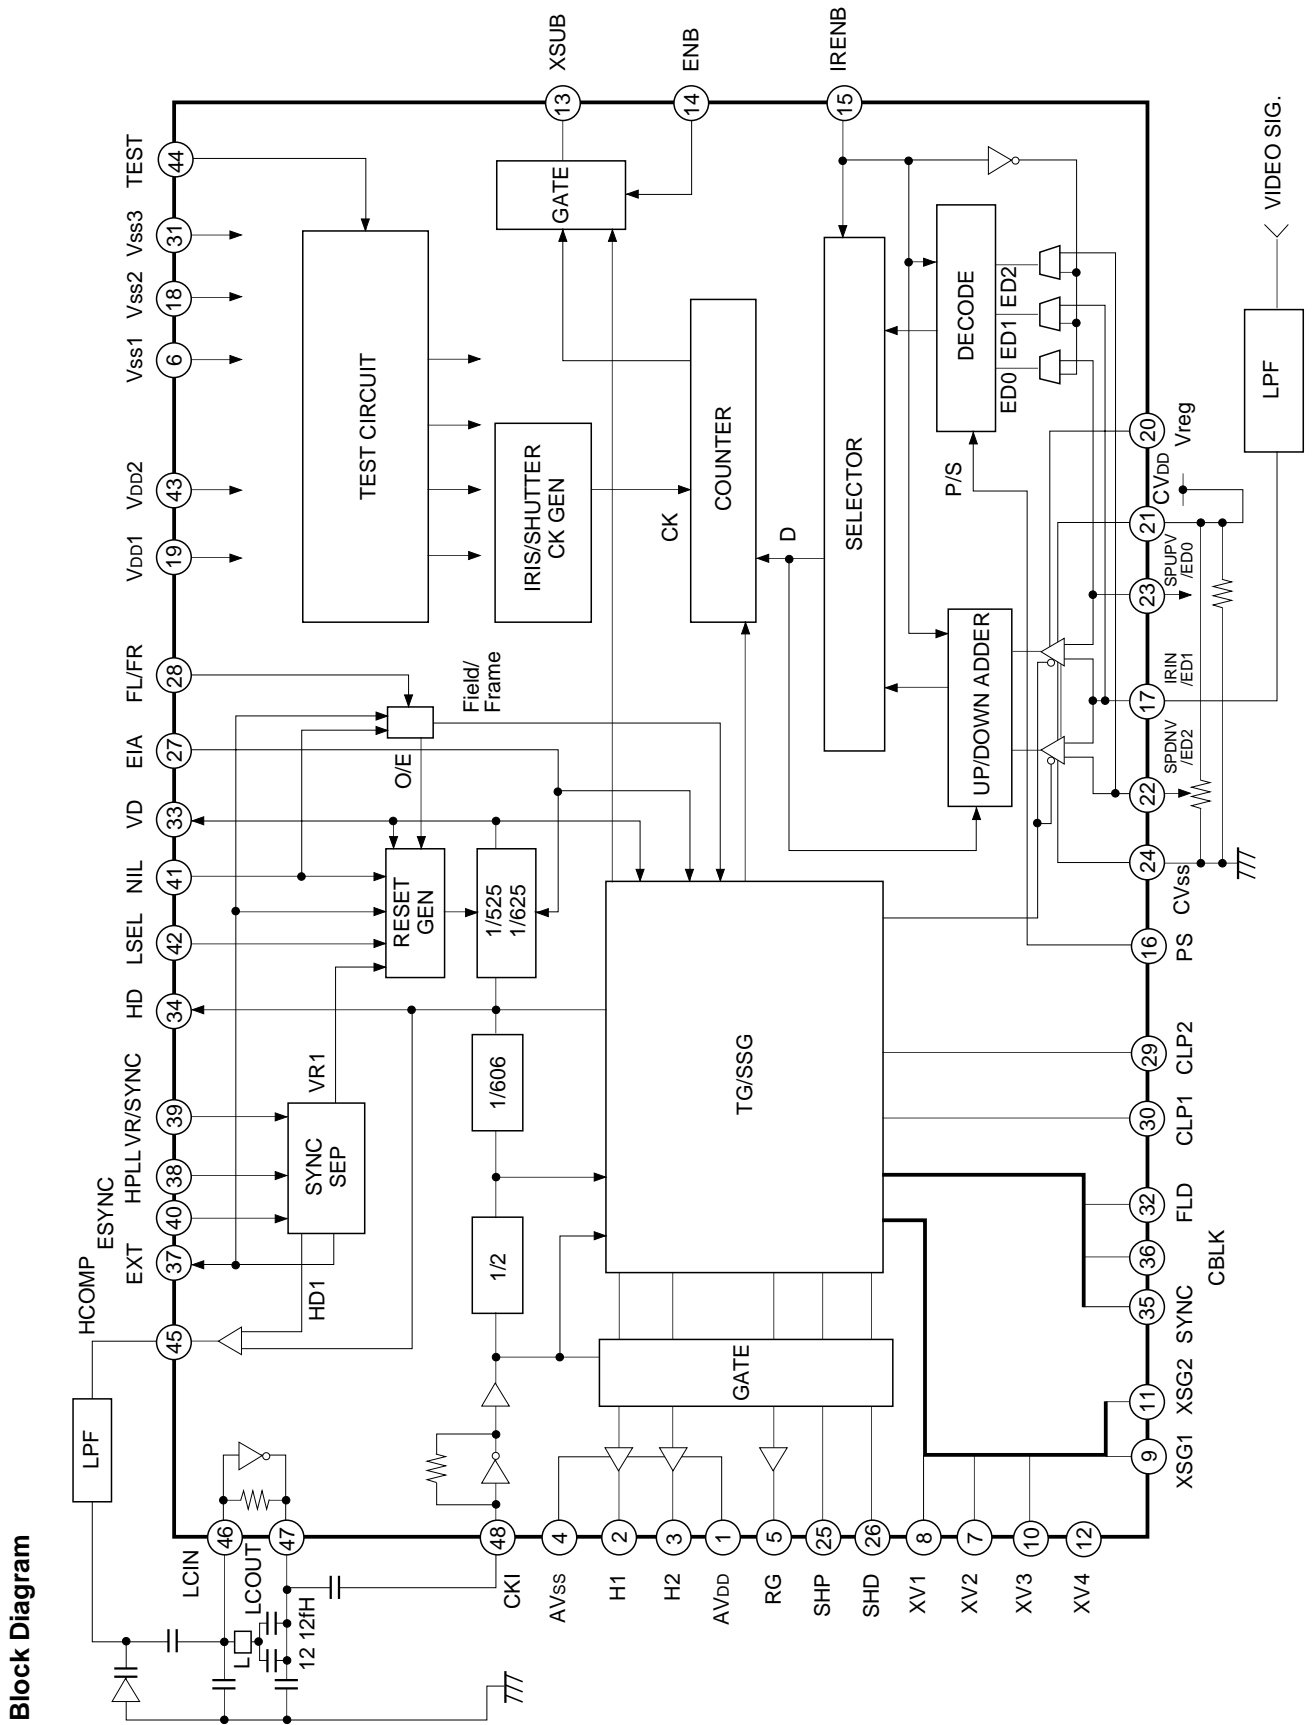 Block Diagram
HCOMP
EXT
ESYNC
HPLL
VR/SYNC
HD
LSEL
NIL
VD
EIA
FL/FR
VDD1
VDD2
Vss1
Vss2
Vss3
TEST
45
37
40
38
39
34
42
41
33
27
28
19
43
6
18
31
44
LPF
HD1
SYNC
SEP
VR1
RESET
GEN
O/E
Field/
Frame
TEST CIRCUIT
LCIN
46
LCOUT
47
L
12 12fH
CKI
48
1/2
1/606
1/525
1/625
IRIS/SHUTTER
CK GEN
GATE
13
XSUB
14
ENB
15
IRENB
CK
COUNTER
D
SELECTOR
P/S
DECODE
ED0
ED1
ED2
UP/DOWN ADDER
TG/SSG
GATE
AVss
4
H1
2
H2
3
AVDD
1
RG
5
SHP
25
SHD
26
XV1
8
XV2
7
XV3
10
XV4
12
9
11
35
36
32
30
29
16
24
22
17
23
21
20
XSG1
XSG2
SYNC
CBLK
FLD
CLP1
CLP2
PS
CVss
SPDNV
/ED2
IRIN
/ED1
SPUPV
/ED0
CVDD
Vreg
LPF
VIDEO SIG.